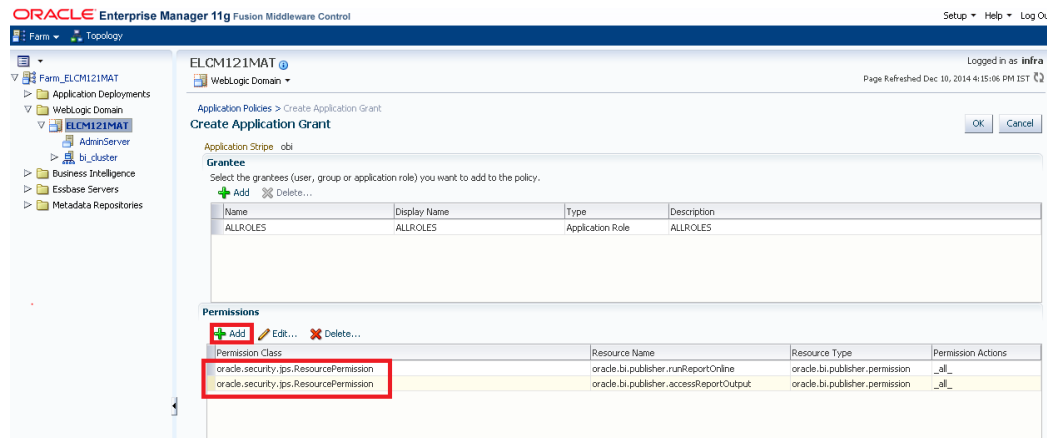 ORACLE Enterprise Manager 11g Fusion Middleware Control
Setup Help Log Ou
Farm Topology
Farm_ELCM121MAT
Application Deployments
WebLogic Domain
ELCM121MAT
AdminServer
bi_cluster
Business Intelligence
Essbase Servers
Metadata Repositories
ELCM121MAT
Logged in as infra
WebLogic Domain
Page Refreshed Dec 10, 2014 4:15:06 PM IST
Application Policies > Create Application Grant
Create Application Grant
OK Cancel
Application Stripe obi
Grantee
Select the grantees (user, group or application role) you want to add to the policy.
Add Delete...
Name Display Name Type Description
ALLROLES ALLROLES Application Role ALLROLES
Permissions
Add Edit... Delete...
Permission Class Resource Name Resource Type Permission Actions
oracle.security.jps.ResourcePermission oracle.bi.publisher.runReportOnline oracle.bi.publisher.permission _all_
oracle.security.jps.ResourcePermission oracle.bi.publisher.accessReportOutput oracle.bi.publisher.permission _all_